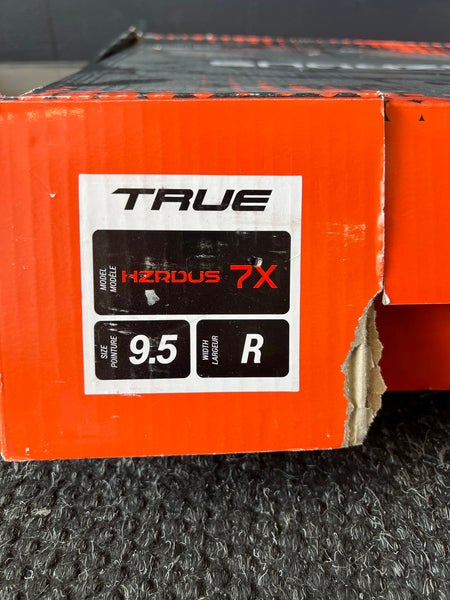 TRUE
MODEL
MODÈLE
HZRDUS 7X
SIZE
POINTURE
9.5
WIDTH
LARGEUR
R